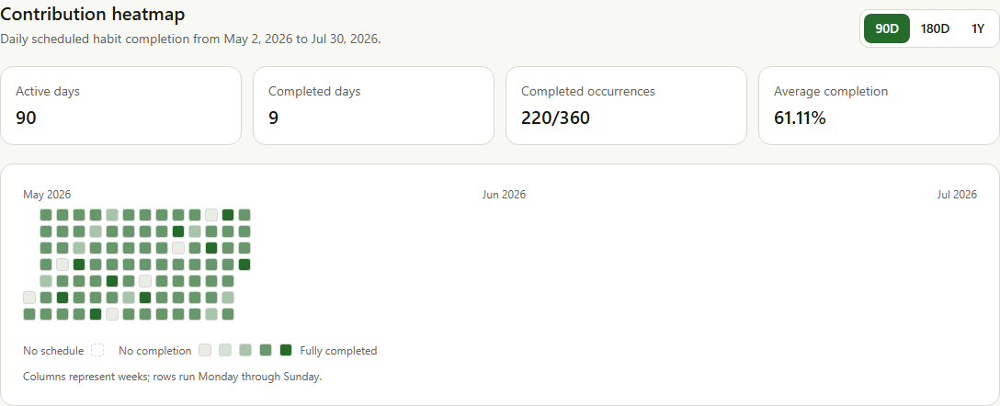 Contribution heatmap
Daily scheduled habit completion from May 2, 2026 to Jul 30, 2026.
90D 180D 1Y
Active days
90
Completed days
9
Completed occurrences
220/360
Average completion
61.11%
May 2026 Jun 2026 Jul 2026
No schedule No completion Fully completed
Columns represent weeks; rows run Monday through Sunday.